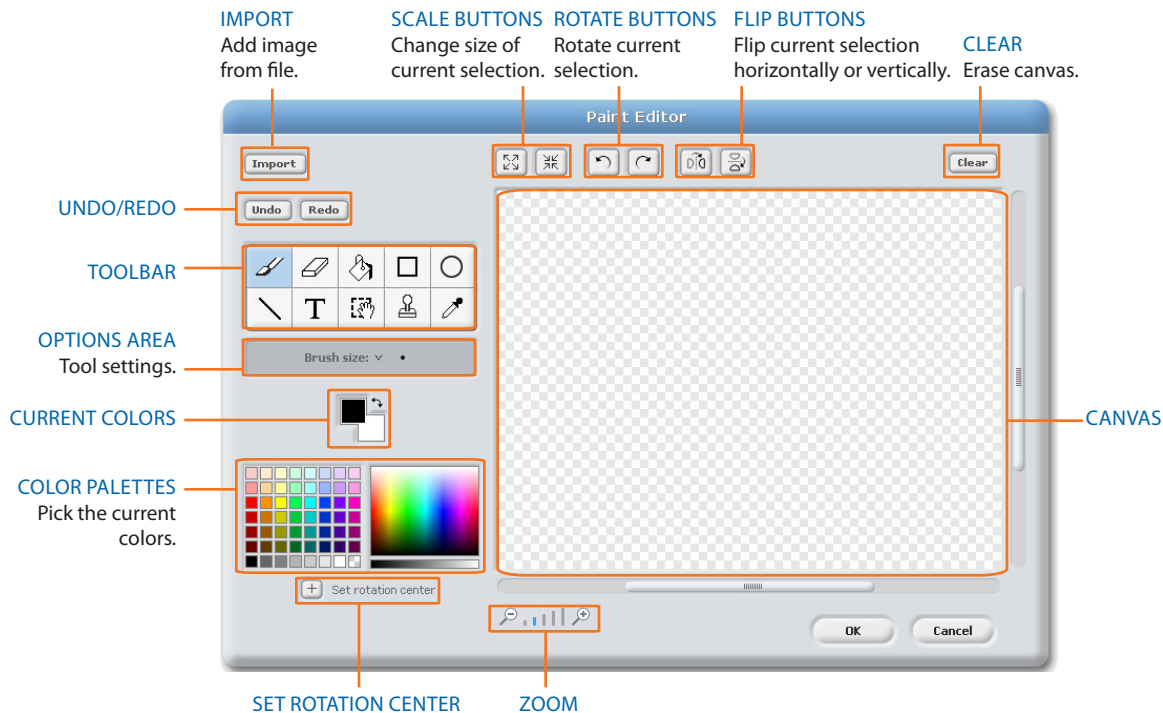 IMPORT
Add image
from file.
SCALE BUTTONS
Change size of
current selection.
ROTATE BUTTONS
Rotate current
selection.
FLIP BUTTONS
Flip current selection
horizontally or vertically.
CLEAR
Erase canvas.
Paint Editor
Import
Clear
UNDO/REDO
Undo
Redo
TOOLBAR
T
OPTIONS AREA
Tool settings.
Brush size:
CURRENT COLORS
CANVAS
COLOR PALETTES
Pick the current
colors.
Set rotation center
OK
Cancel
SET ROTATION CENTER
ZOOM